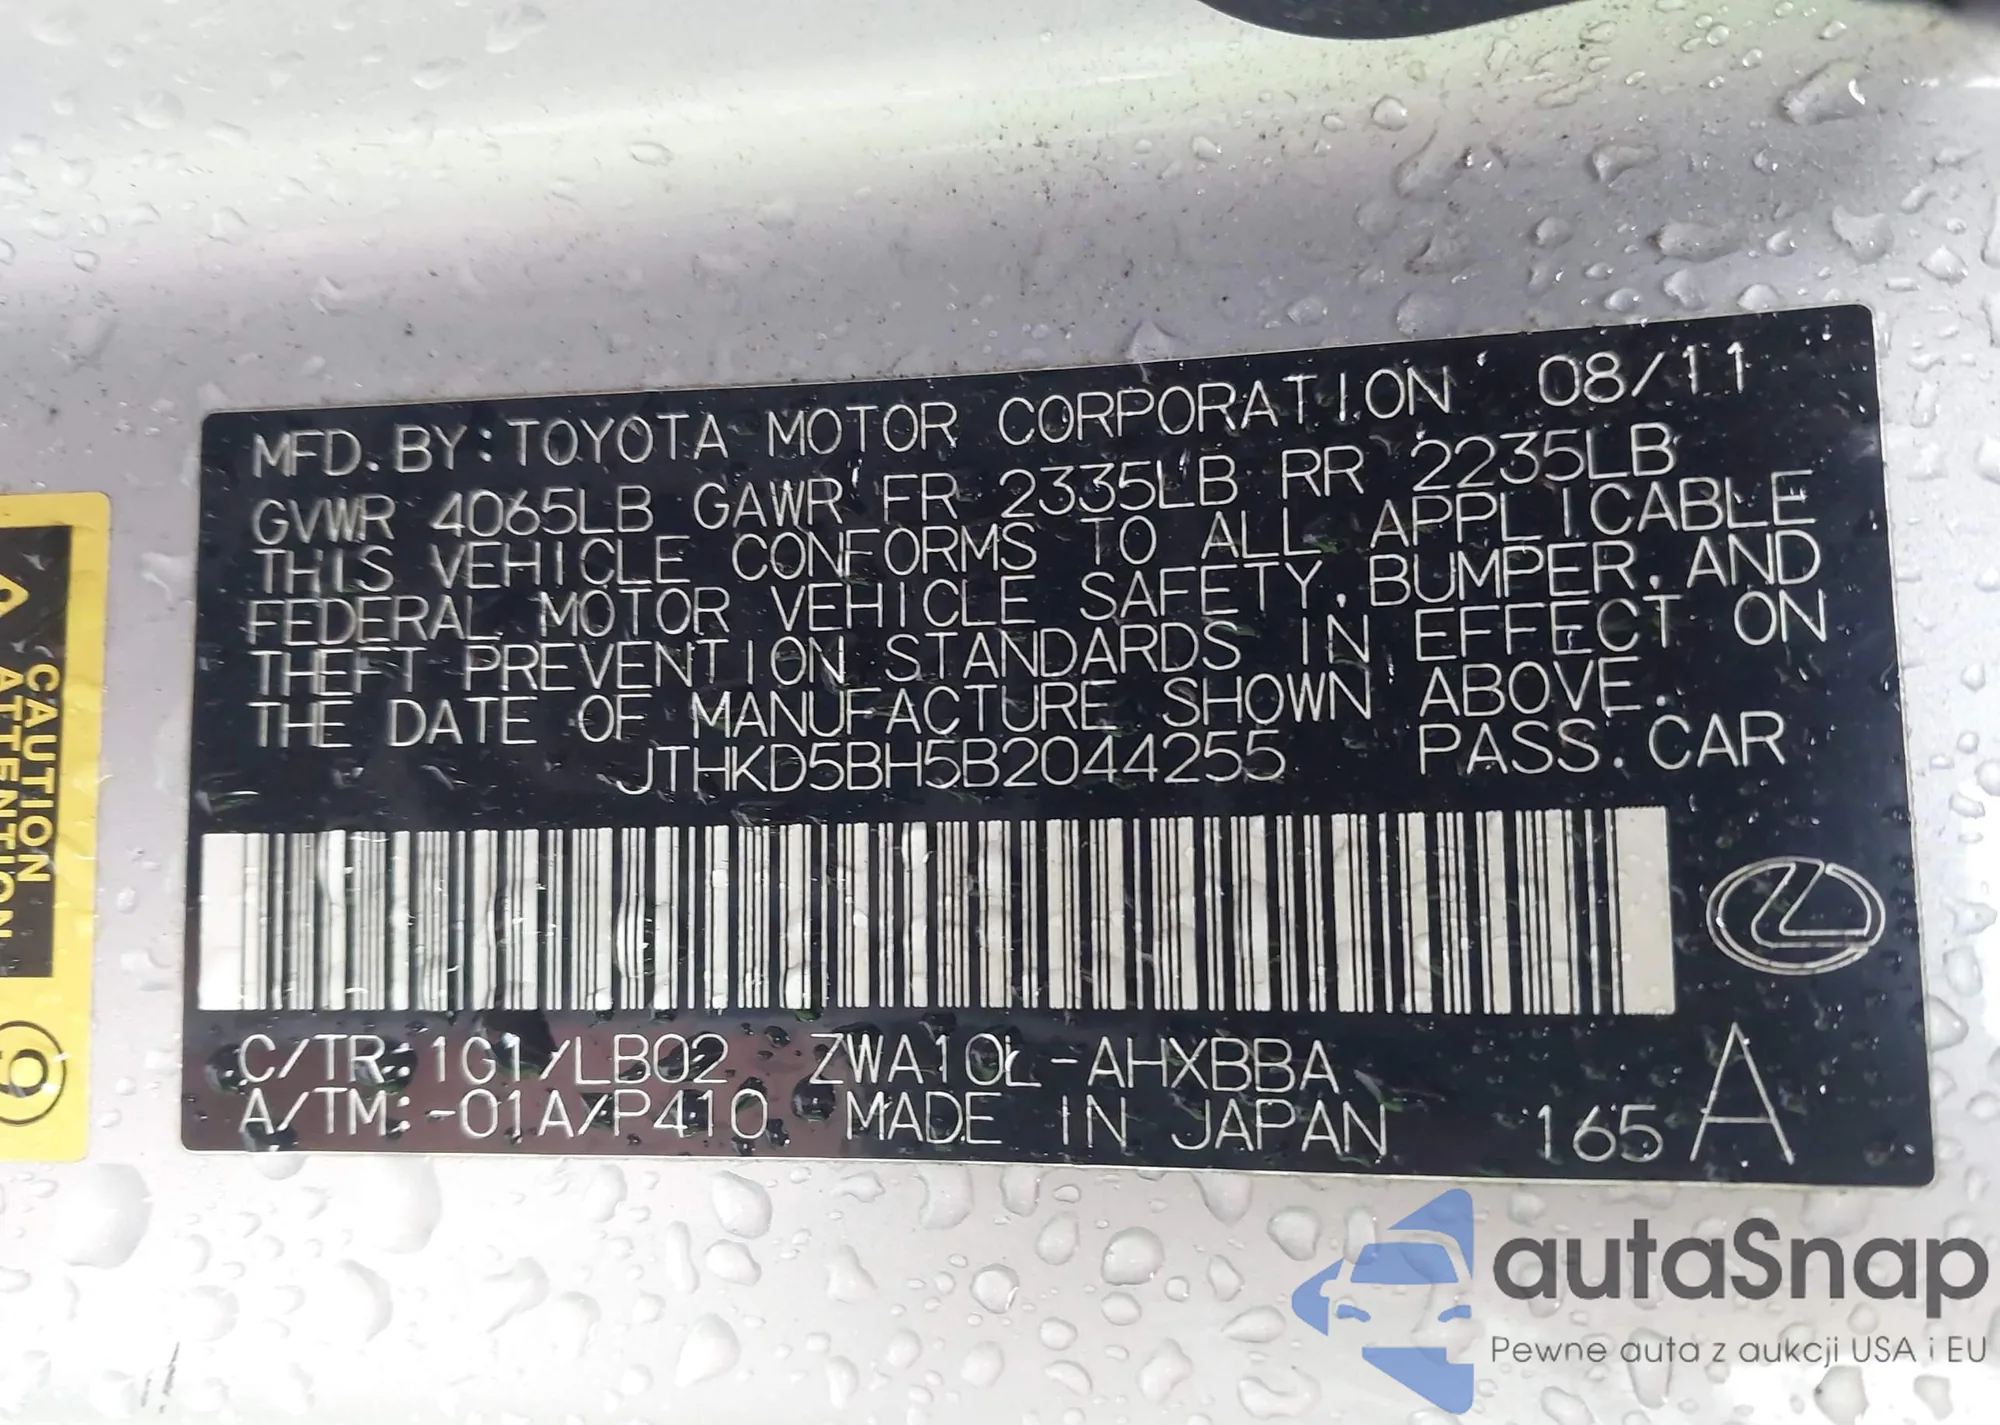 MFD. BY: TOYOTA MOTOR CORPORATION 08/11
GVWR 4065LB GAWR FR 2335LB RR 2235LB
THIS VEHICLE CONFORMS TO ALL APPLICABLE
FEDERAL MOTOR VEHICLE SAFETY, BUMPER, AND
THEFT PREVENTION STANDARDS IN EFFECT ON
THE DATE OF MANUFACTURE SHOWN ABOVE.
JTHKD5BH5B2044255 PASS. CAR
C/TR: 1G1/LB02 ZWA10L-AHXBBA
A/TM: -01A/P410 MADE IN JAPAN 165 A
CAUTION
ATTENTION
9
autaSnap
Pewne auta z aukcji USA i EU